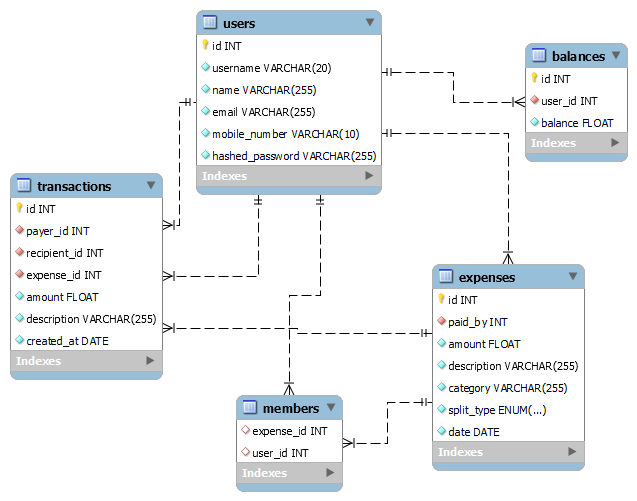 users
id INT
username VARCHAR(20)
name VARCHAR(255)
email VARCHAR(255)
mobile_number VARCHAR(10)
hashed_password VARCHAR(255)
Indexes
balances
id INT
user_id INT
balance FLOAT
Indexes
transactions
id INT
payer_id INT
recipient_id INT
expense_id INT
amount FLOAT
description VARCHAR(255)
created_at DATE
Indexes
expenses
id INT
paid_by INT
amount FLOAT
description VARCHAR(255)
category VARCHAR(255)
split_type ENUM(...)
date DATE
Indexes
members
expense_id INT
user_id INT
Indexes